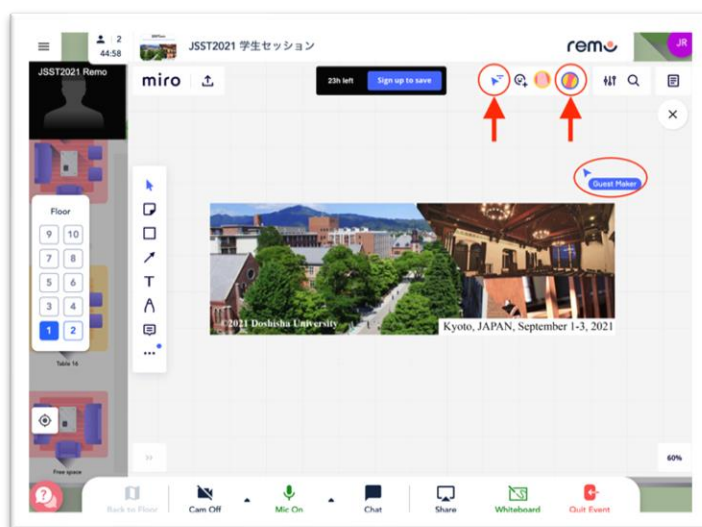 2
44:58
JSST2021 学生セッション
remo
JR
JSST2021 Remo
miro
23h left
Sign up to save
Guest Maker
Floor
9 10
7 8
5 6
3 4
1 2
T
Table 14
Free space
©2021 Doshisha University
Kyoto, JAPAN, September 1-3, 2021
60%
?
Back to Floor
Cam Off
Mic On
Chat
Share
Whiteboard
Quit Event